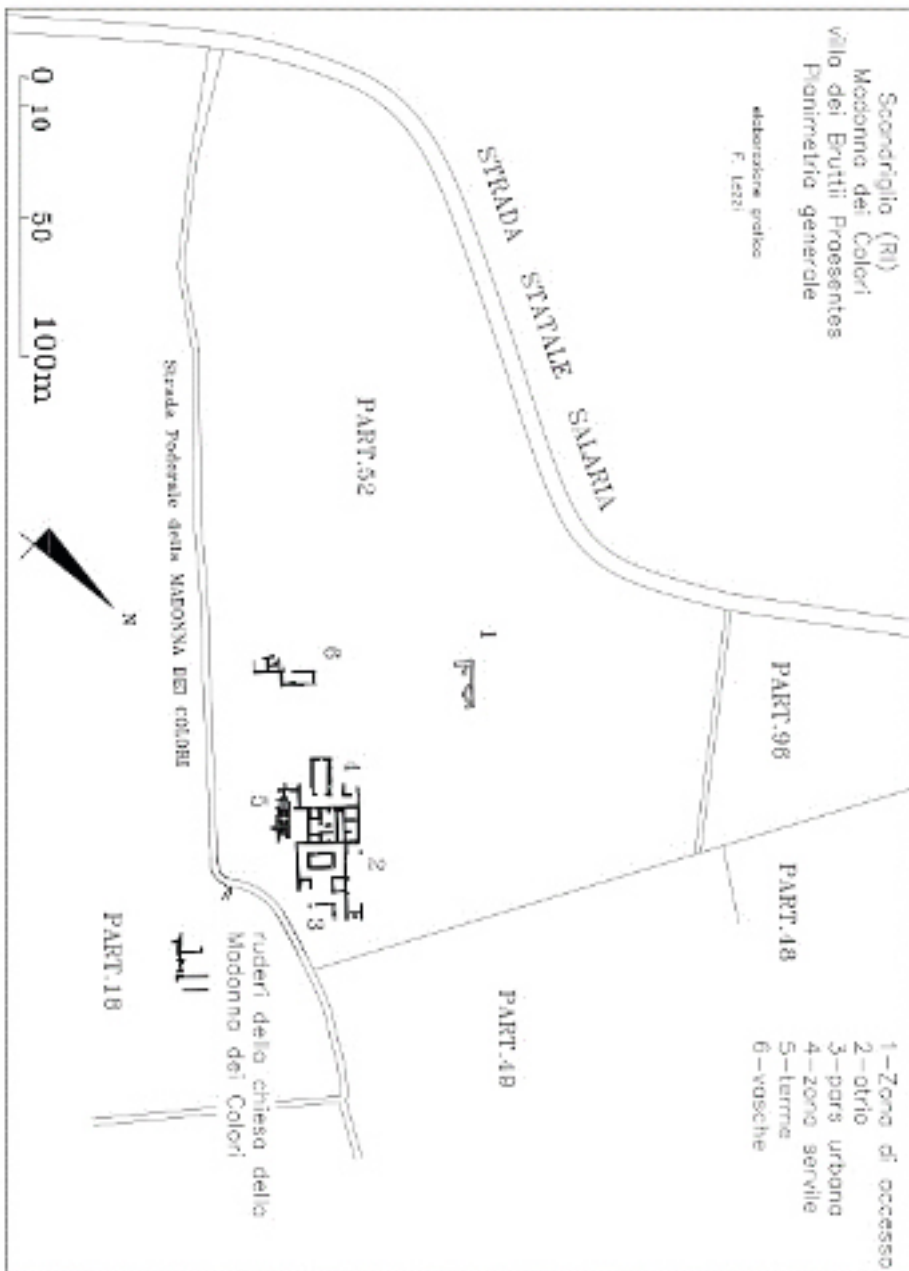 Scandriglia (RI)
Madonna dei Colori
villa dei Bruttii Praesentes
Planimetria generale
elaborazione grafica
F. Lezzi
STRADA STATALE SALARIA
PART.52
PART.96
PART.48
PART.49
PART.18
1
2
3
4
5
6
1-Zona di accesso
2-atrio
3-pars urbana
4-zona servile
5-terme
6-vasche
ruderi della chiesa della
Madonna dei Colori
Strada Poderale della MADONNA DEI COLORI
N
0 10 50 100m